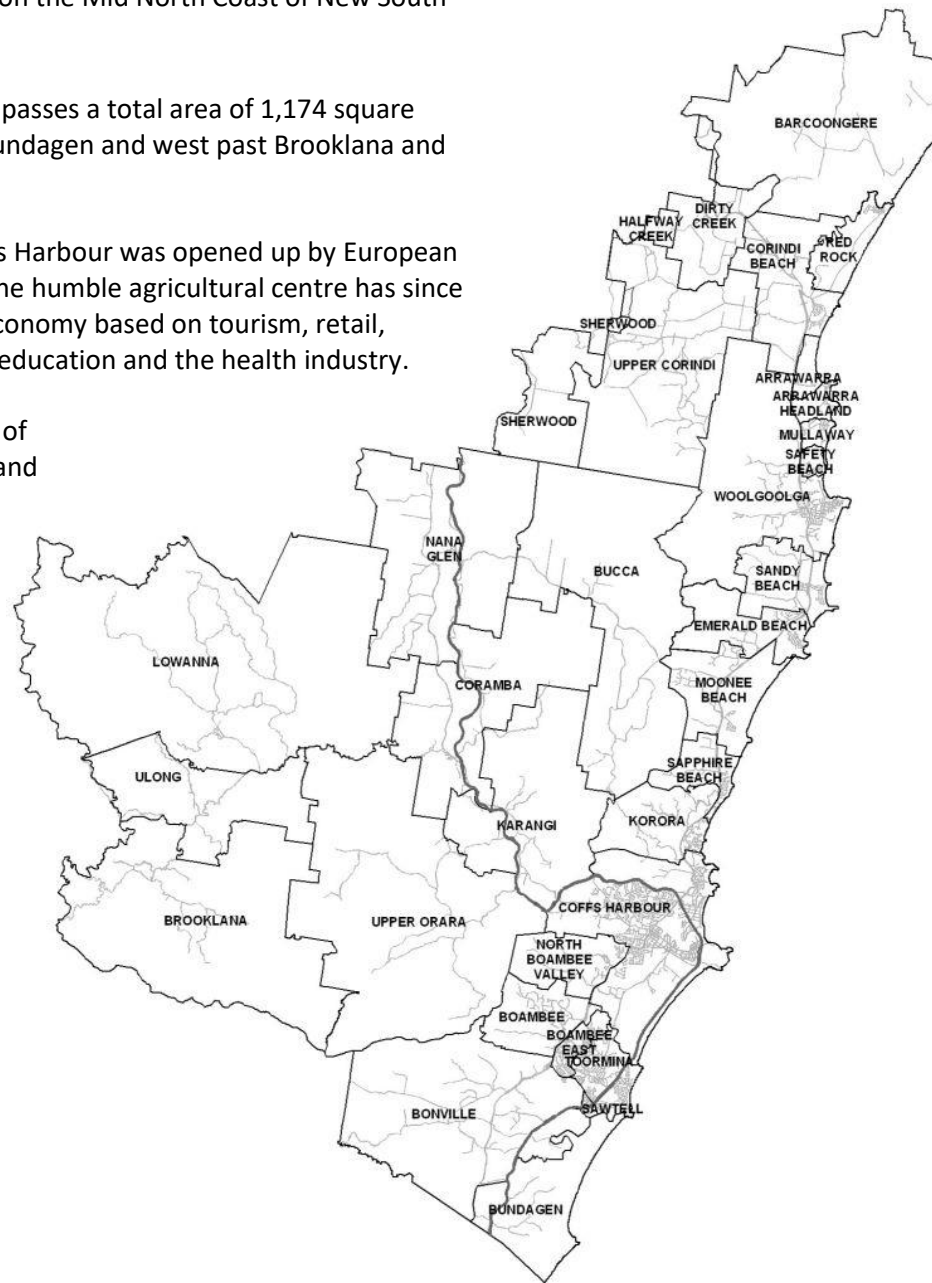 on the Mid North Coast of New South
passes a total area of 1,174 square
undagen and west past Brooklana and
s Harbour was opened up by European
he humble agricultural centre has since
conomy based on tourism, retail,
education and the health industry.
of
and
BARCOONGERE
HALFWAY
CREEK
DIRTY
CREEK
CORINDI
BEACH
RED
ROCK
SHERWOOD
UPPER CORINDI
ARRAWARRA
ARRAWARRA
HEADLAND
SHERWOOD
MULLAWAY
SAFETY
BEACH
WOOLGOOLGA
NANA
GLEN
BUCCA
SANDY
BEACH
EMERALD BEACH
LOWANNA
CORAMBA
MOONEE
BEACH
ULONG
SAPPHIRE
BEACH
KARANGI
KORORA
BROOKLANA
UPPER ORARA
COFFS HARBOUR
NORTH
BOAMBEE
VALLEY
BOAMBEE
BOAMBEE
EAST
TOORMINA
BONVILLE
SAWTELL
BUNDAGEN